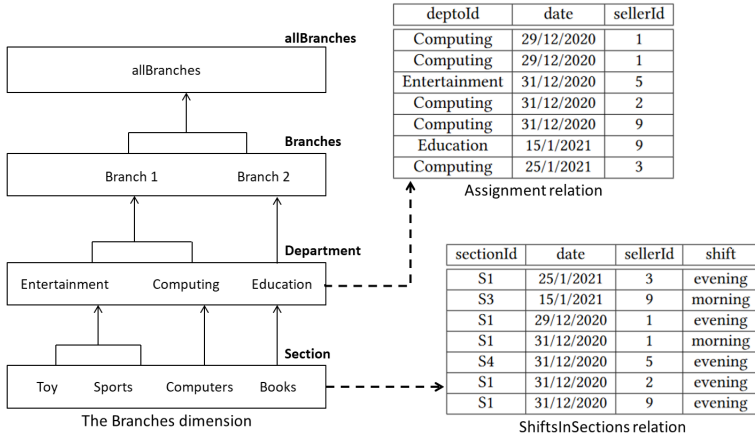 allBranches
allBranches
Branches
Branch 1 Branch 2
Department
Entertainment Computing Education
Section
Toy Sports Computers Books
The Branches dimension
deptoId date sellerId
Computing 29/12/2020 1
Computing 29/12/2020 1
Entertainment 31/12/2020 5
Computing 31/12/2020 2
Computing 31/12/2020 9
Education 15/1/2021 9
Computing 25/1/2021 3
Assignment relation
sectionId date sellerId shift
S1 25/1/2021 3 evening
S3 15/1/2021 9 morning
S1 29/12/2020 1 evening
S1 31/12/2020 1 morning
S4 31/12/2020 5 evening
S1 31/12/2020 2 evening
S1 31/12/2020 9 evening
ShiftsInSections relation